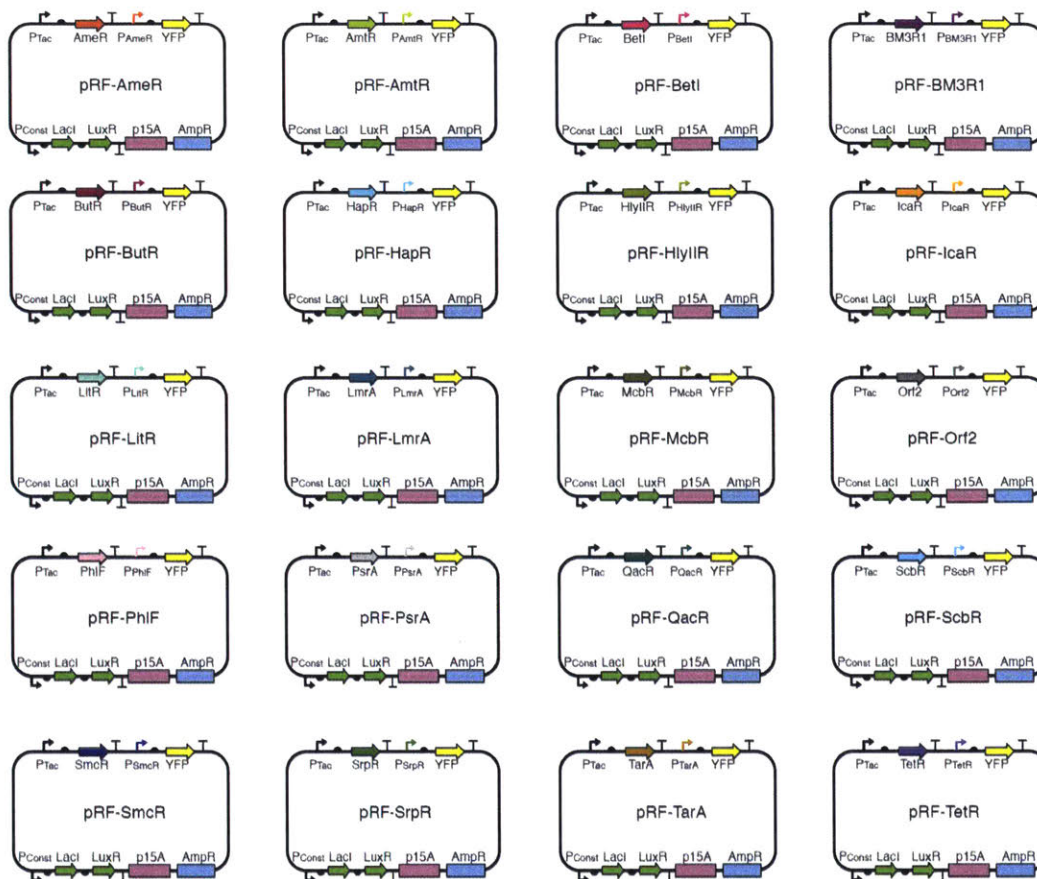 PTac AmeR PAmeR YFP
pRF-AmeR
PConst LacI LuxR p15A AmpR
PTac AmtR PAmtR YFP
pRF-AmtR
PConst LacI LuxR p15A AmpR
PTac BetI PBetI YFP
pRF-BetI
PConst LacI LuxR p15A AmpR
PTac BM3R1 PBM3R1 YFP
pRF-BM3R1
PConst LacI LuxR p15A AmpR
PTac ButR PButR YFP
pRF-ButR
PConst LacI LuxR p15A AmpR
PTac HapR PHapR YFP
pRF-HapR
PConst LacI LuxR p15A AmpR
PTac HlyIIR PHlyIIR YFP
pRF-HlyIIR
PConst LacI LuxR p15A AmpR
PTac IcaR PIcaR YFP
pRF-IcaR
PConst LacI LuxR p15A AmpR
PTac LitR PLitR YFP
pRF-LitR
PConst LacI LuxR p15A AmpR
PTac LmrA PLmrA YFP
pRF-LmrA
PConst LacI LuxR p15A AmpR
PTac McbR PMcbR YFP
pRF-McbR
PConst LacI LuxR p15A AmpR
PTac Orf2 POrf2 YFP
pRF-Orf2
PConst LacI LuxR p15A AmpR
PTac PhlF PPhlF YFP
pRF-PhlF
PConst LacI LuxR p15A AmpR
PTac PsrA PPsrA YFP
pRF-PsrA
PConst LacI LuxR p15A AmpR
PTac QacR PQacR YFP
pRF-QacR
PConst LacI LuxR p15A AmpR
PTac ScbR PScbR YFP
pRF-ScbR
PConst LacI LuxR p15A AmpR
PTac SmcR PSmcR YFP
pRF-SmcR
PConst LacI LuxR p15A AmpR
PTac SrpR PSrpR YFP
pRF-SrpR
PConst LacI LuxR p15A AmpR
PTac TarA PTarA YFP
pRF-TarA
PConst LacI LuxR p15A AmpR
PTac TetR PTetR YFP
pRF-TetR
PConst LacI LuxR p15A AmpR